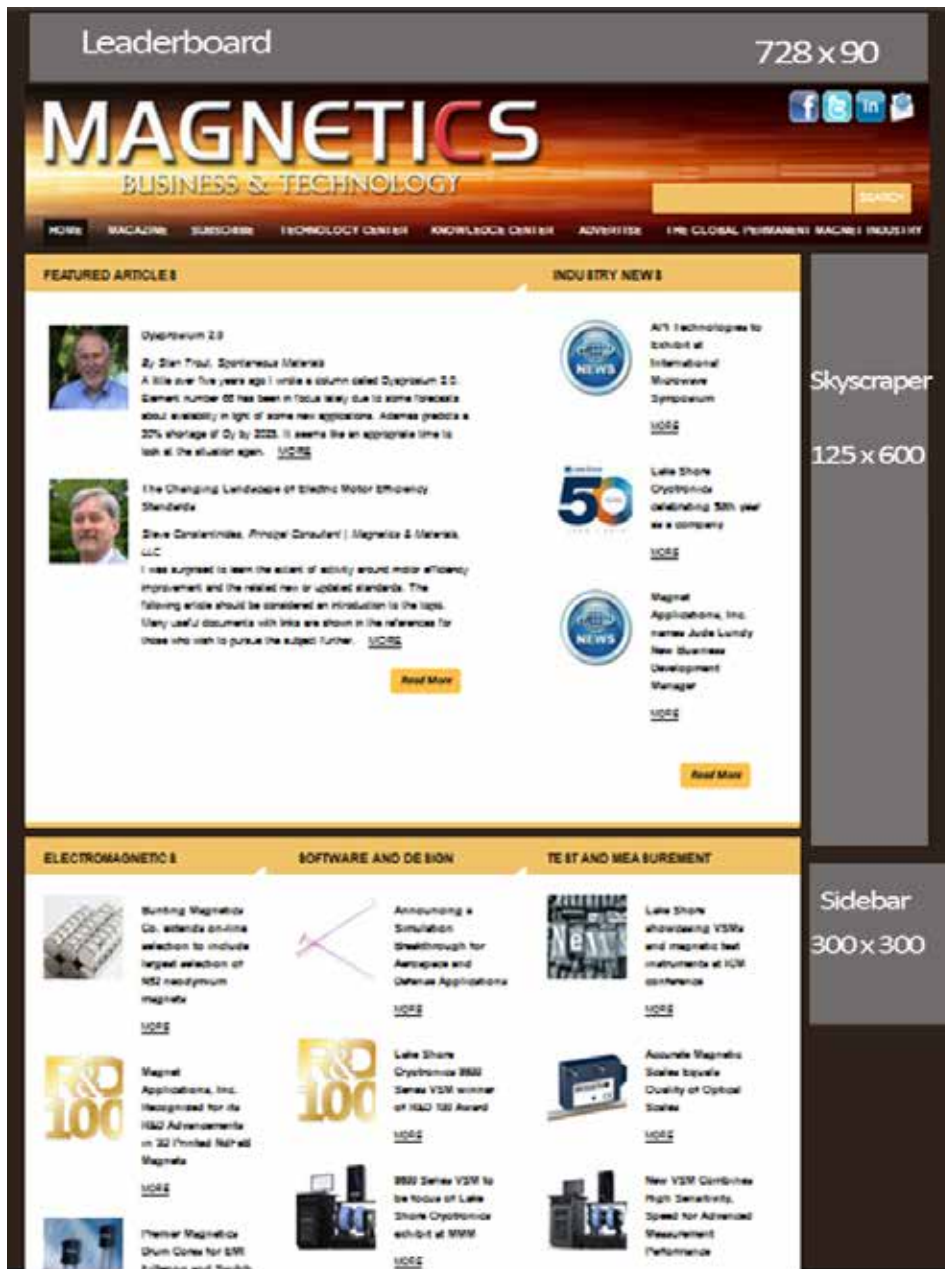 Leaderboard
728 x 90
MAGNETICS
BUSINESS & TECHNOLOGY
SEARCH
HOME MAGAZINE SUBSCRIBE TECHNOLOGY CENTER KNOWLEDGE CENTER ADVERTISE THE GLOBAL PERMANENT MAGNET INDUSTRY
FEATURED ARTICLES
Dysprosium 2.0
By Stan Trout, Spontaneous Materials
A little over five years ago I wrote a column called Dysprosium 2.0.
Element number 66 has been in focus lately due to some forecasts
about availability in light of some new applications. Adamas predicts a
30% shortage of Dy by 2025. It seems like an appropriate time to
look at the situation again. MORE
The Changing Landscape of Electric Motor Efficiency
Standards
Steve Constantinides, Principal Consultant | Magnetics & Materials,
LLC
I was surprised to learn the extent of activity around motor efficiency
improvement and the related new or updated standards. The
following article should be considered an introduction to the topic.
Many useful documents with links are shown in the references for
those who wish to pursue the subject further. MORE
Read More
INDUSTRY NEWS
NEWS
API Technologies to
Exhibit at
International
Microwave
Symposium
MORE
50
Lake Shore
Cryotronics
celebrating 50th year
as a company
MORE
NEWS
Magnet
Applications, Inc.
names Jude Lundy
New Business
Development
Manager
MORE
Read More
Skyscraper
125 x 600
ELECTROMAGNETICS
Bunting Magnetics
Co. extends on-line
selection to include
largest selection of
N52 neodymium
magnets
MORE
R&D
100
Magnet
Applications, Inc.
Recognized for its
R&D Advancements
in 3D Printed NdFeB
Magnets
MORE
Premier Magnetics
Drum Cores for EMI
SOFTWARE AND DESIGN
Announcing a
Simulation
Breakthrough for
Aerospace and
Defense Applications
MORE
R&D
100
Lake Shore
Cryotronics 8600
Series VSM winner
of R&D 100 Award
MORE
8600 Series VSM to
be focus of Lake
Shore Cryotronics
exhibit at MMM
MORE
TEST AND MEASUREMENT
NeW
Lake Shore
showcasing VSMs
and magnetic test
instruments at ICM
conference
MORE
Accurate Magnetic
Scales Equals
Quality of Optical
Scales
MORE
New VSM Combines
High Sensitivity,
Speed for Advanced
Measurement
Performance
Sidebar
300 x 300